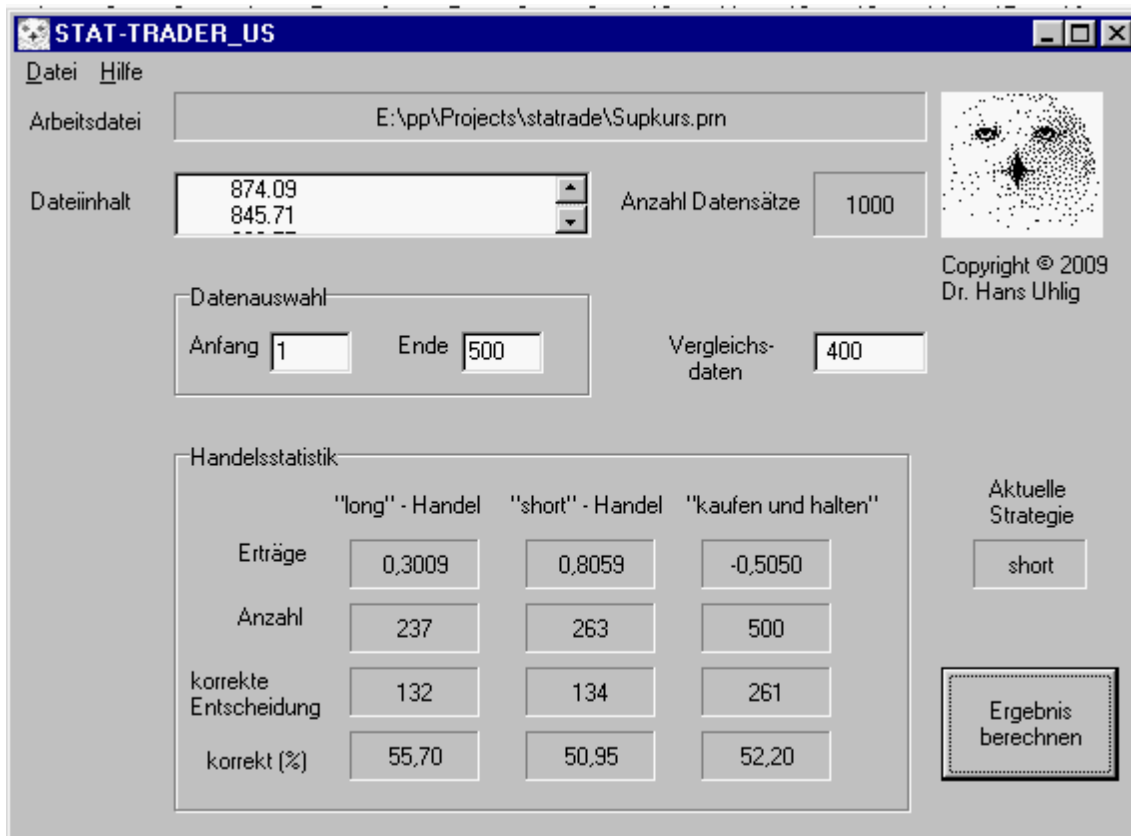 STAT-TRADER_US
Datei Hilfe
Arbeitsdatei
E:\pp\Projects\statrade\Supkurs.prn
Dateiinhalt
874.09
845.71
Anzahl Datensätze
1000
Copyright © 2009
Dr. Hans Uhlig
Datenauswahl
Anfang 1 Ende 500
Vergleichs-
daten
400
Handelsstatistik
"long" - Handel "short" - Handel "kaufen und halten"
Erträge 0,3009 0,8059 -0,5050
Anzahl 237 263 500
korrekte
Entscheidung
132 134 261
korrekt (%) 55,70 50,95 52,20
Aktuelle
Strategie
short
Ergebnis
berechnen